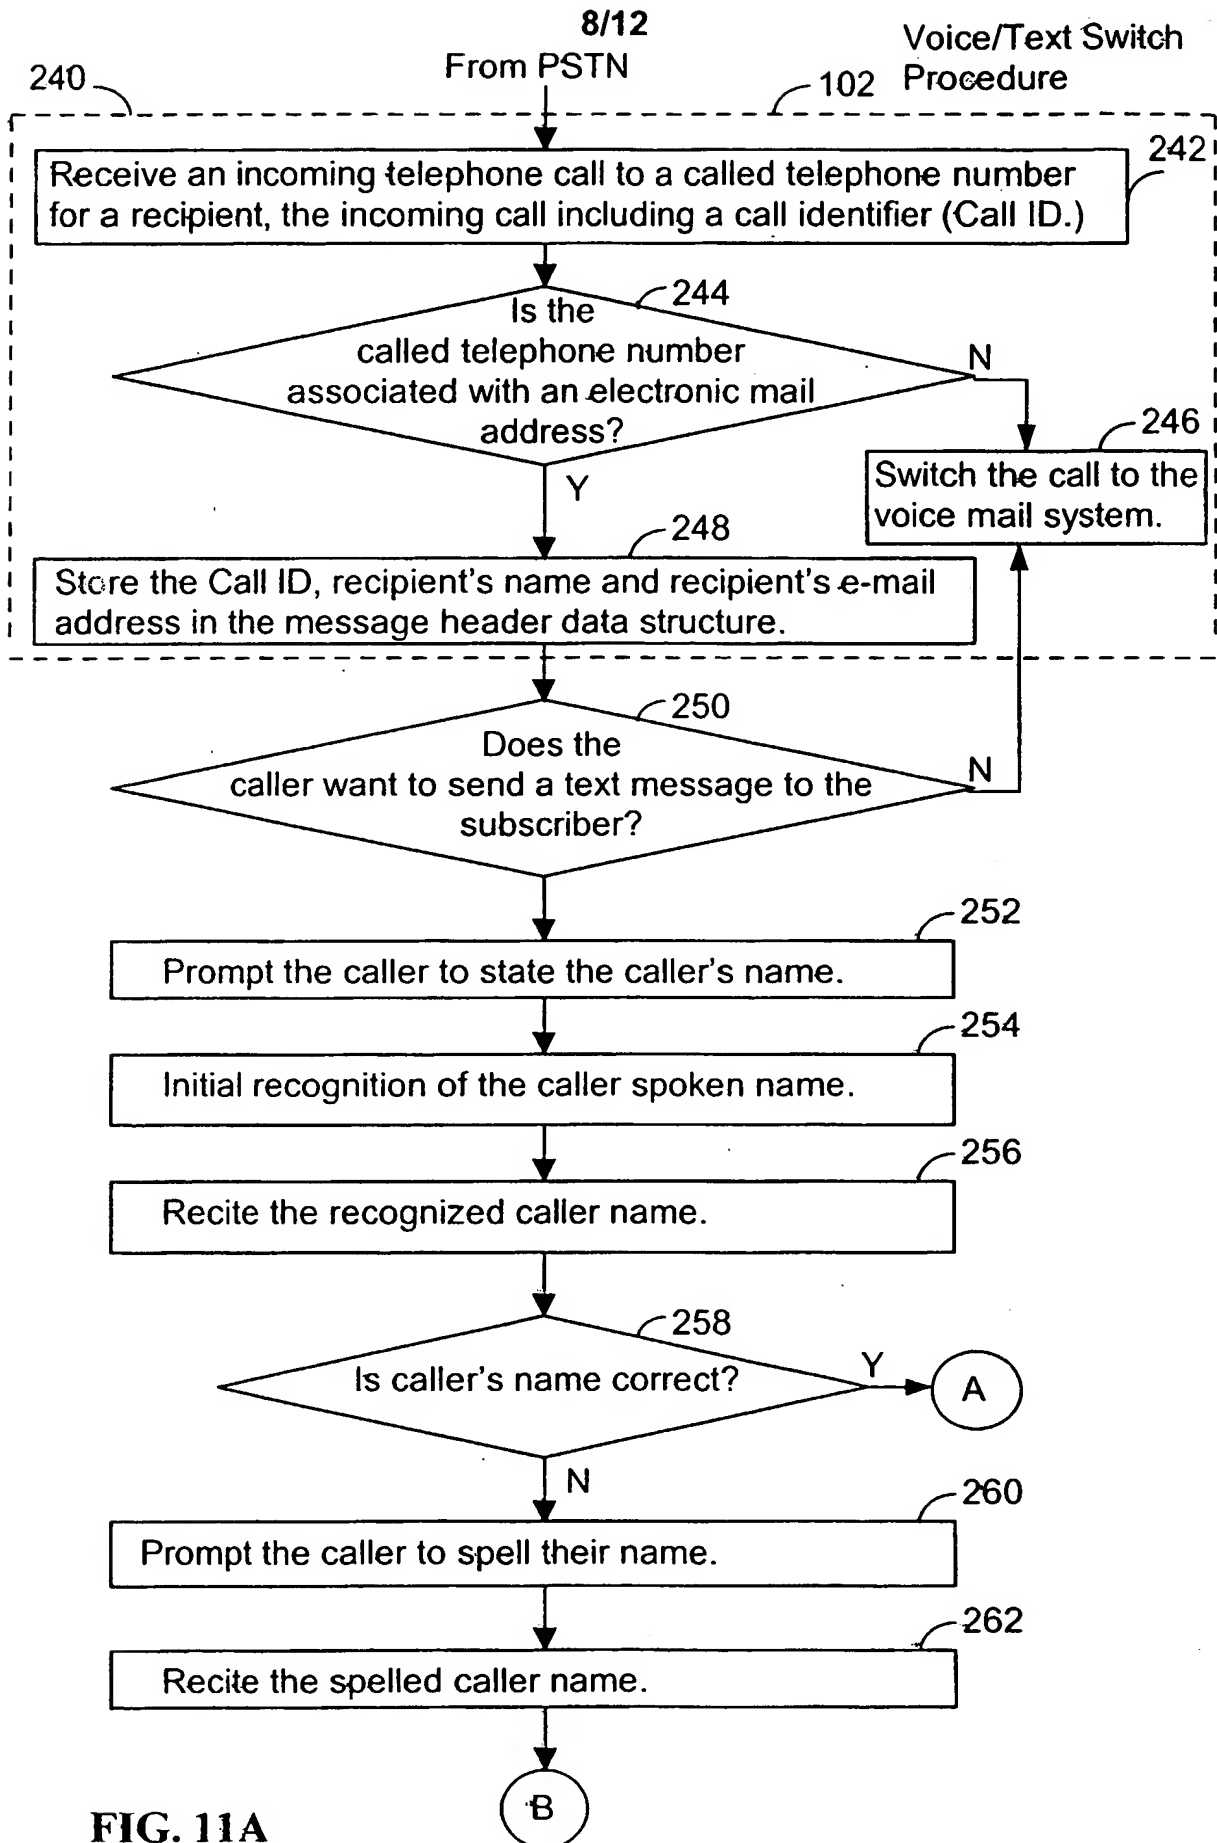 8/12
From PSTN
Voice/Text Switch
Procedure
240
102
242
Receive an incoming telephone call to a called telephone number
for a recipient, the incoming call including a call identifier (Call ID.)
244
Is the
called telephone number
associated with an electronic mail
address?
N
Y
246
Switch the call to the
voice mail system.
248
Store the Call ID, recipient's name and recipient's e-mail
address in the message header data structure.
250
Does the
caller want to send a text message to the
subscriber?
N
252
Prompt the caller to state the caller's name.
254
Initial recognition of the caller spoken name.
256
Recite the recognized caller name.
258
Is caller's name correct?
Y
A
N
260
Prompt the caller to spell their name.
262
Recite the spelled caller name.
B
FIG. 11A